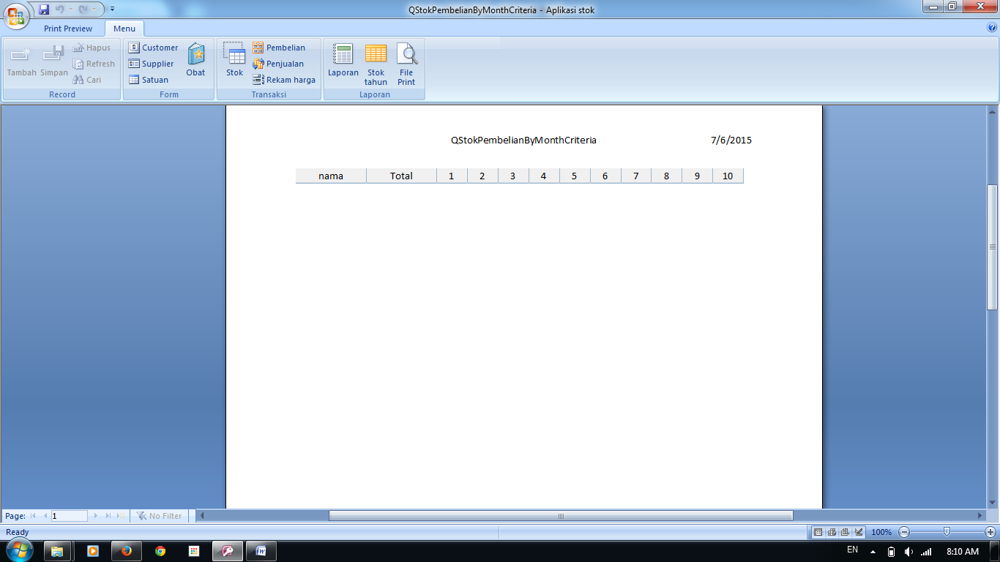 QStokPembelianByMonthCriteria - Aplikasi stok
Print Preview Menu
Tambah Simpan Hapus Refresh Cari
Record
Customer Supplier Satuan Obat
Form
Stok Pembelian Penjualan Rekam harga
Transaksi
Laporan Stok tahun File Print
Laporan
QStokPembelianByMonthCriteria 7/6/2015
nama Total 1 2 3 4 5 6 7 8 9 10
Page: 1 No Filter
Ready 100%
EN 8:10 AM